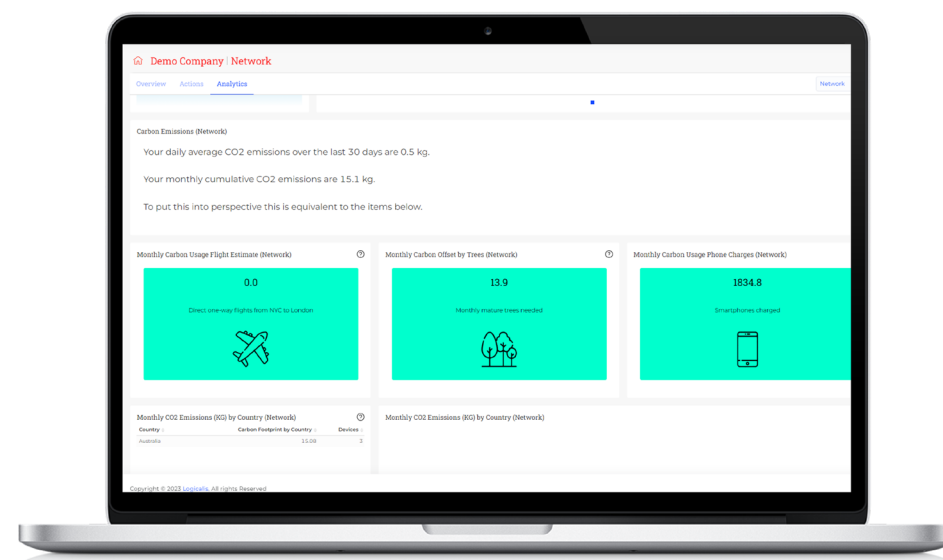 Demo Company | Network
Overview Actions Analytics Network
Carbon Emissions (Network)
Your daily average CO2 emissions over the last 30 days are 0.5 kg.
Your monthly cumulative CO2 emissions are 15.1 kg.
To put this into perspective this is equivalent to the items below.
Monthly Carbon Usage Flight Estimate (Network)
0.0
Direct one-way flights from NYC to London
Monthly Carbon Offset by Trees (Network)
13.9
Monthly mature trees needed
Monthly Carbon Usage Phone Charges (Network)
1834.8
Smartphones charged
Monthly CO2 Emissions (KG) by Country (Network)
Country Carbon Footprint by Country Devices
Australia 15.09
Monthly CO2 Emissions (KG) by Country (Network)
Copyright © 2023 Logicalis. All rights Reserved